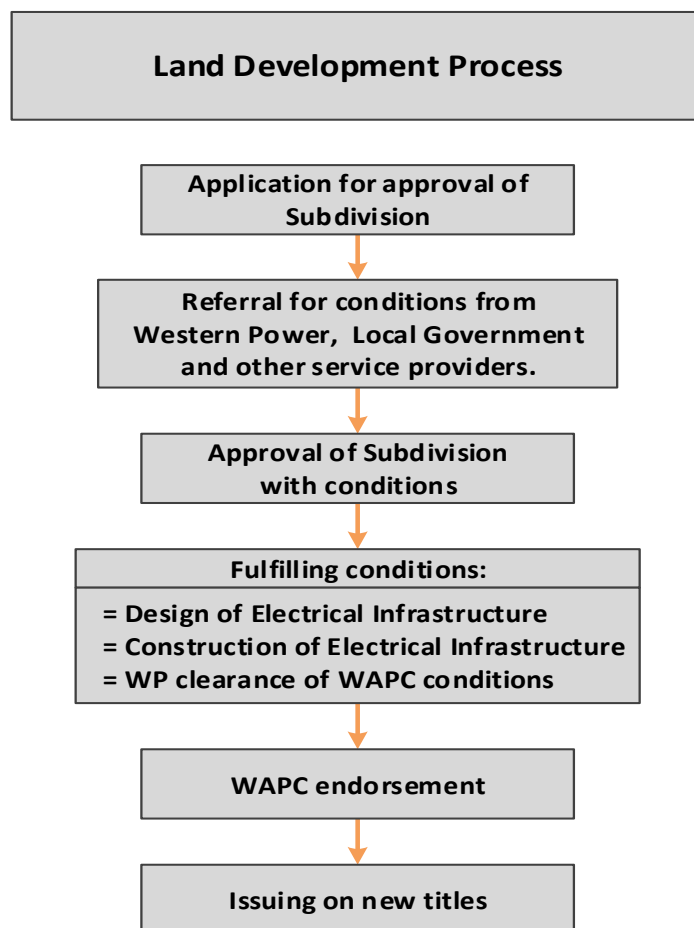 Land Development Process
Application for approval of
Subdivision
Referral for conditions from
Western Power, Local Government
and other service providers.
Approval of Subdivision
with conditions
Fulfilling conditions:
= Design of Electrical Infrastructure
= Construction of Electrical Infrastructure
= WP clearance of WAPC conditions
WAPC endorsement
Issuing on new titles